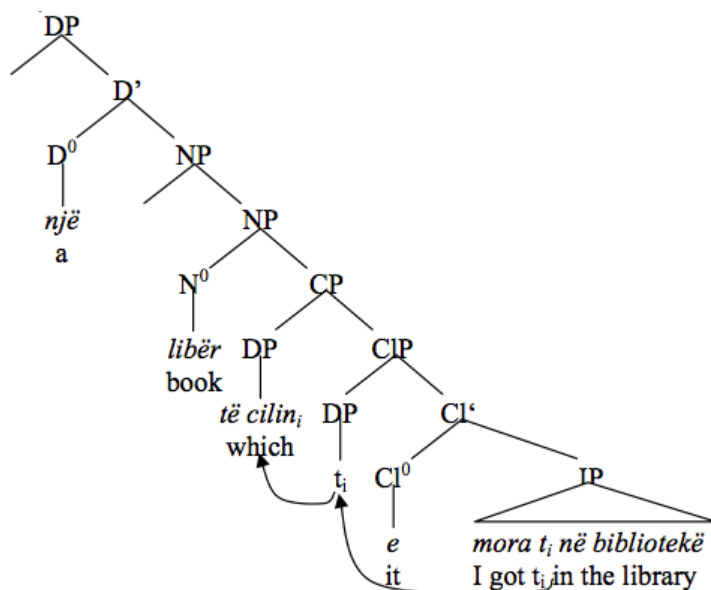 DP
D’
D⁰ NP
një
a
NP
N⁰ CP
libër
book
DP ClP
të cilinᵢ
which
DP Cl‘
tᵢ
Cl⁰ IP
e mora tᵢ në bibliotekë
it I got tᵢ in the library